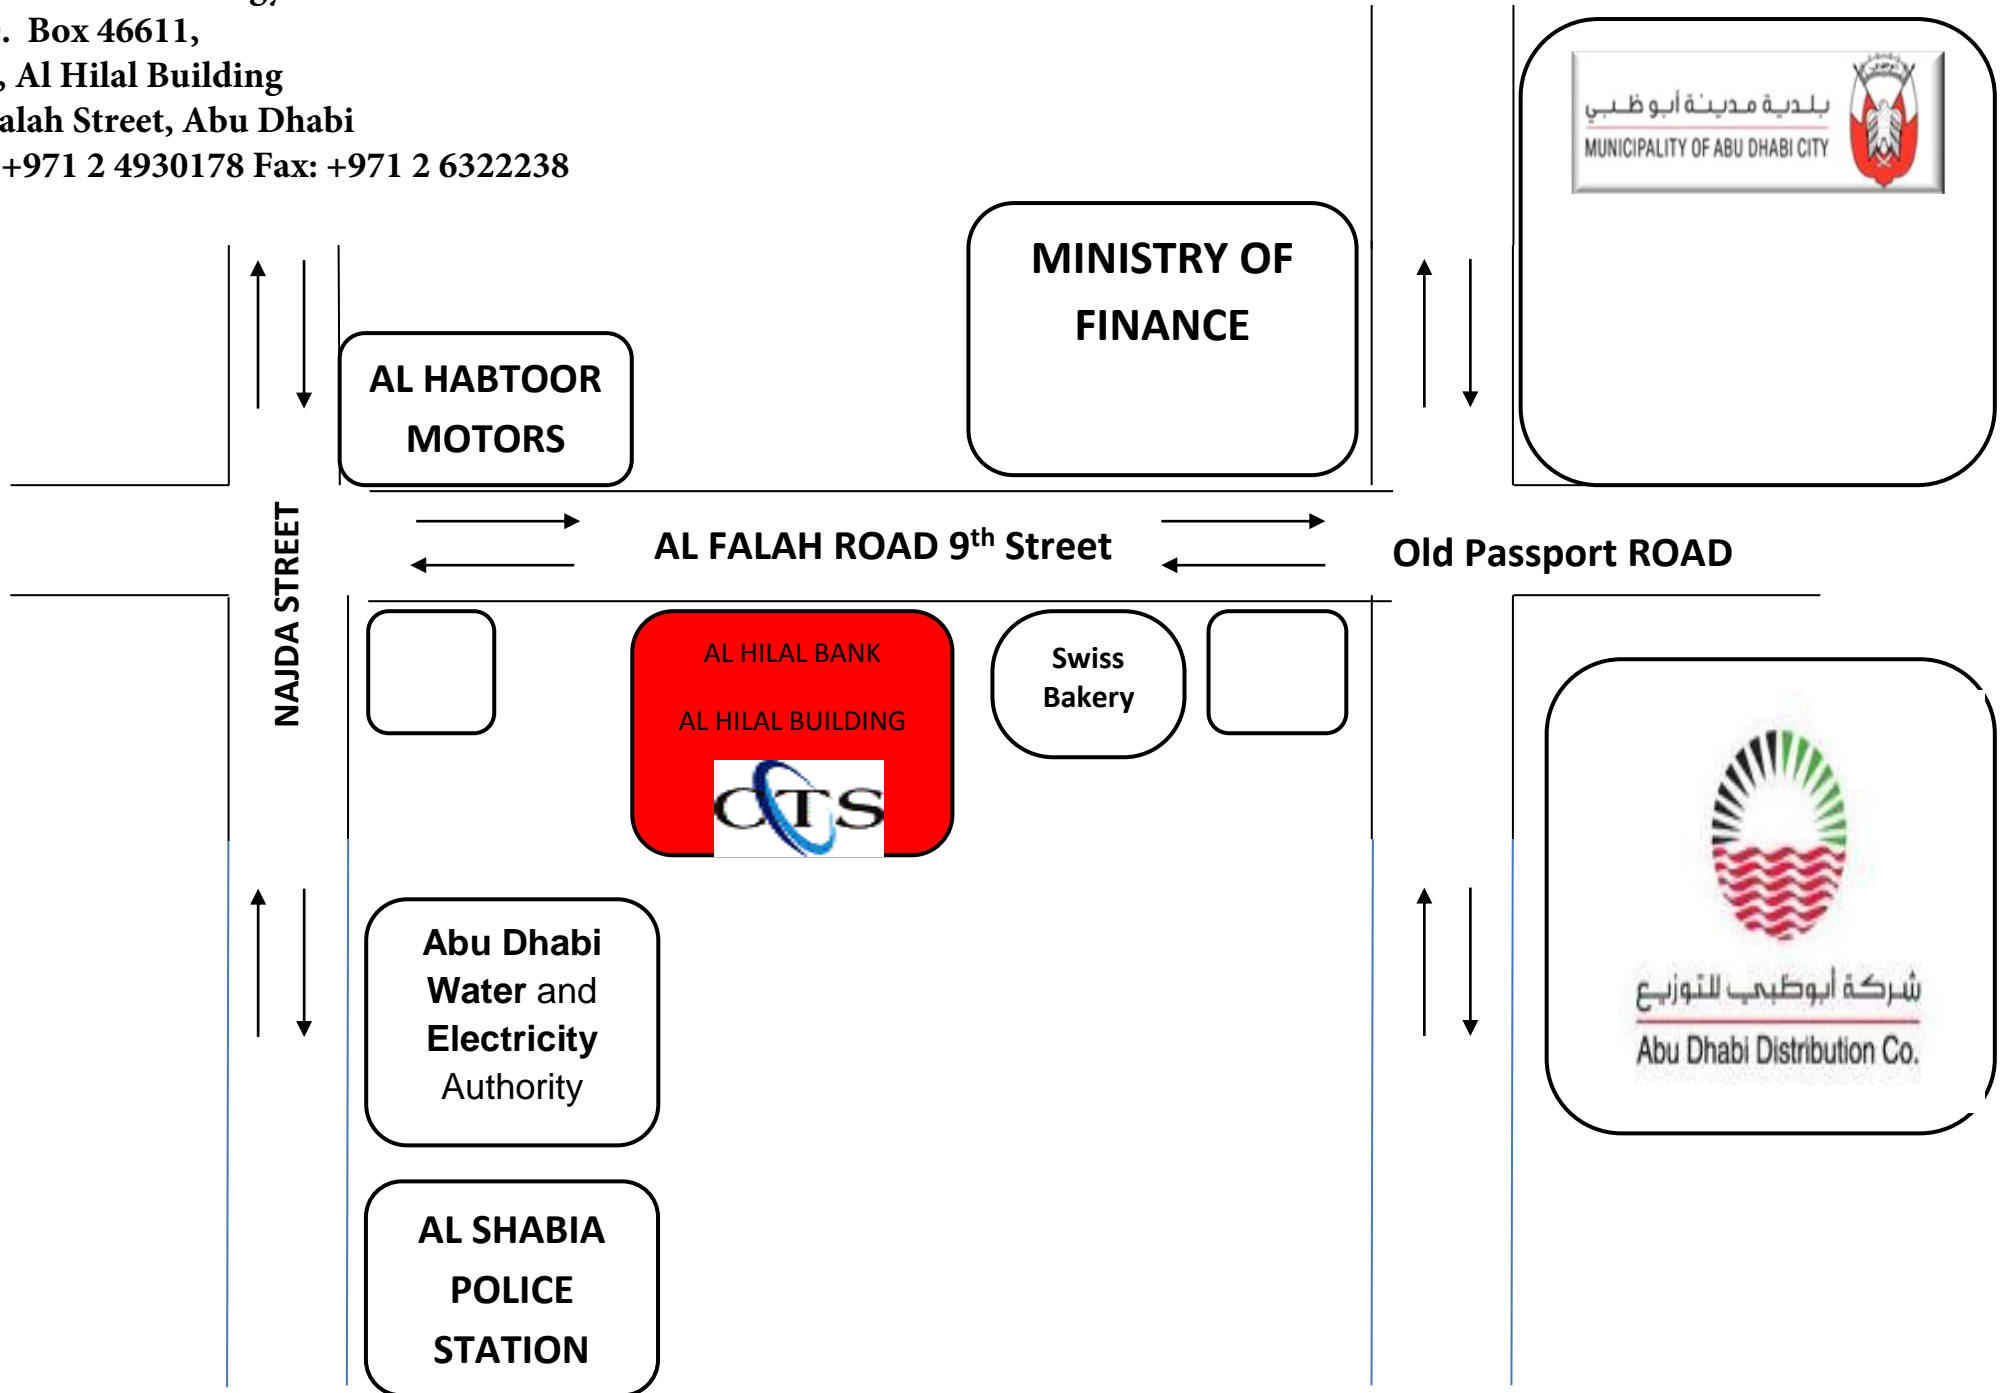 . Box 46611,
, Al Hilal Building
alah Street, Abu Dhabi
+971 2 4930178 Fax: +971 2 6322238
بلدية مدينة أبوظبي
MUNICIPALITY OF ABU DHABI CITY
MINISTRY OF
FINANCE
AL HABTOOR
MOTORS
NAJDA STREET
AL FALAH ROAD 9th Street
Old Passport ROAD
AL HILAL BANK
AL HILAL BUILDING
CTS
Swiss
Bakery
شركة أبوظبي للتوزيع
Abu Dhabi Distribution Co.
Abu Dhabi
Water and
Electricity
Authority
AL SHABIA
POLICE
STATION